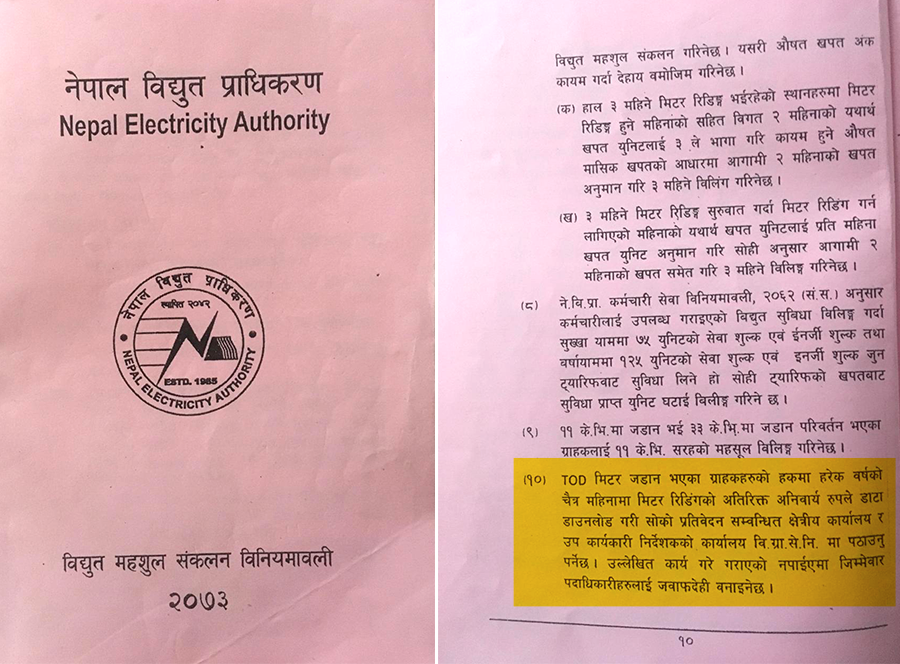 नेपाल विद्युत प्राधिकरण
Nepal Electricity Authority
नेपाल विद्युत प्राधिकरण
स्थापित २०४२
ESTD. 1985
NEPAL ELECTRICITY AUTHORITY
विद्युत महशुल संकलन विनियमावली
२०७३
विद्युत महशुल संकलन गरिनेछ । यसरी औषत खपत अंक
कायम गर्दा देहाय वमोजिम गरिनेछ ।
(क) हाल ३ महिने मिटर रिडिङ्ग भईरहेको स्थानहरुमा मिटर
रिडिङ्ग हुने महिनाको सहित विगत २ महिनाको यथार्थ
खपत युनिटलाई ३ ले भागा गरि कायम हुने औषत
मासिक खपतको आधारमा आगामी २ महिनाको खपत
अनुमान गरि ३ महिने विलिंग गरिनेछ ।
(ख) ३ महिने मिटर रिडिङ्ग सुरुवात गर्दा मिटर रिडिंग गर्न
लागिएको महिनाको यथार्थ खपत युनिटलाई प्रति महिना
खपत युनिट अनुमान गरि सोही अनुसार आगामी २
महिनाको खपत समेत गरि ३ महिने विलिङ्ग गरिनेछ ।
(८) ने.वि.प्रा. कर्मचारी सेवा विनियमावली, २०६२ (सं.स.) अनुसार
कर्मचारीलाई उपलब्ध गराइएको विद्युत सुविधा विलिङ्ग गर्दा
सुख्खा याममा ७५ युनिटको सेवा शुल्क एवं ईनर्जी शुल्क तथा
बर्षायाममा १२५ युनिटको सेवा शुल्क एवं इनर्जी शुल्क जुन
ट्यारिफवाट सुविधा लिने हो सोही ट्यारिफको खपतबाट
सुविधा प्राप्त युनिट घटाई विलीङ्ग गरिने छ ।
(९) ११ के.भि.मा जडान भई ३३ के.भि.मा जडान परिवर्तन भएका
ग्राहकलाई ११ के.भि. सरहको महसूल विलिङ्ग गरिनेछ ।
(१०) TOD मिटर जडान भएका ग्राहकहरुको हकमा हरेक वर्षको
चैत्र महिनामा मिटर रिडिंगको अतिरिक्त अनिवार्य रुपले डाटा
डाउनलोड गरी सोको प्रतिवेदन सम्बन्धित क्षेत्रीय कार्यालय र
उप कार्यकारी निर्देशकको कार्यालय वि.ग्रा.से.नि. मा पठाउनु
पर्नेछ । उल्लेखित कार्य गरे गराएको नपाईएमा जिम्मेवार
पदाधिकारीहरुलाई जवाफदेही वनाइनेछ ।
१०